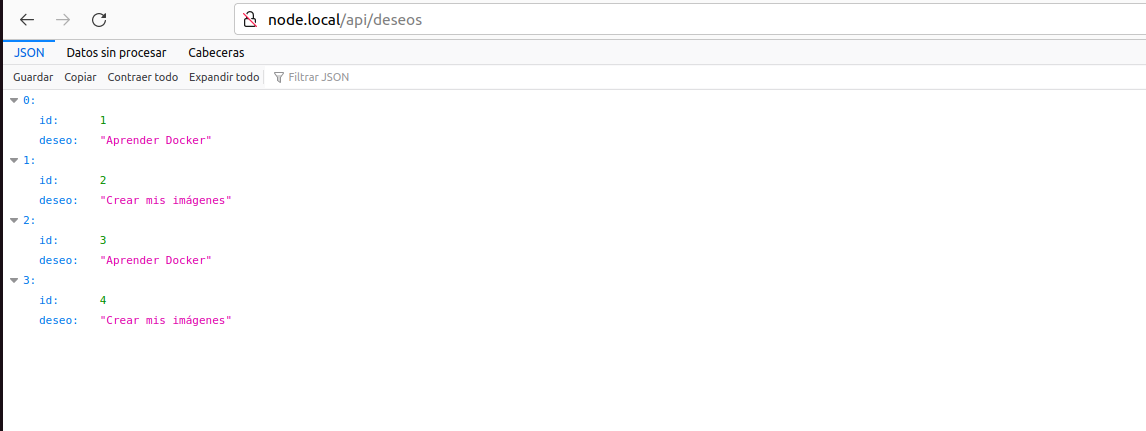 node.local/api/deseos
JSON Datos sin procesar Cabeceras
Guardar Copiar Contraer todo Expandir todo Filtrar JSON
0:
id: 1
deseo: "Aprender Docker"
1:
id: 2
deseo: "Crear mis imágenes"
2:
id: 3
deseo: "Aprender Docker"
3:
id: 4
deseo: "Crear mis imágenes"